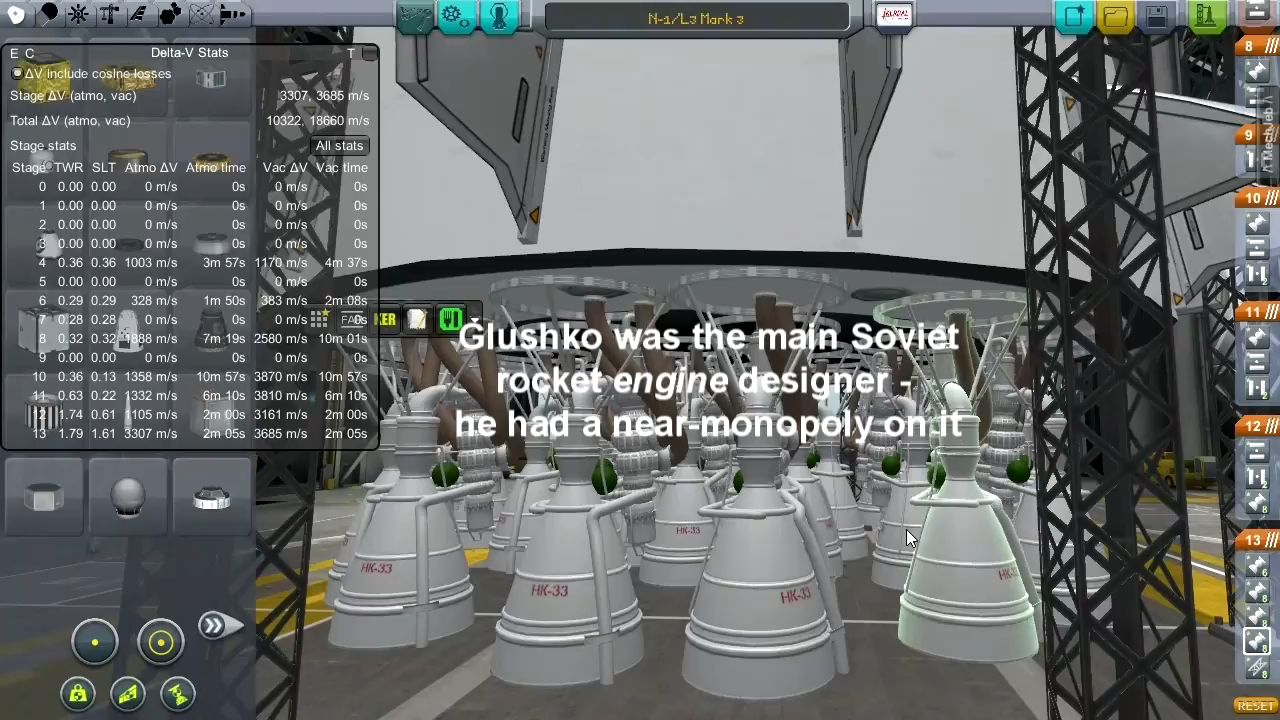 N-1/L3 Mark 3
E C Delta-V Stats T
ΔV include cosine losses
Stage ΔV (atmo, vac) 3307, 3685 m/s
Total ΔV (atmo, vac) 10322, 18660 m/s
Stage stats All stats
Stage TWR SLT Atmo ΔV Atmo time Vac ΔV Vac time
0 0.00 0.00 0 m/s 0s 0 m/s 0s
1 0.00 0.00 0 m/s 0s 0 m/s 0s
2 0.00 0.00 0 m/s 0s 0 m/s 0s
3 0.00 0.00 0 m/s 0s 0 m/s 0s
4 0.36 0.36 1003 m/s 3m 57s 1170 m/s 4m 37s
5 0.00 0.00 0 m/s 0s 0 m/s 0s
6 0.29 0.29 328 m/s 1m 50s 383 m/s 2m 08s
7 0.28 0.28 0 m/s 0s 0 m/s 0s
8 0.32 0.32 1888 m/s 7m 19s 2580 m/s 10m 01s
9 0.00 0.00 0 m/s 0s 0 m/s 0s
10 0.36 0.13 1358 m/s 10m 57s 3870 m/s 10m 57s
11 0.63 0.22 1332 m/s 6m 10s 3810 m/s 6m 10s
12 1.74 0.61 1105 m/s 2m 00s 3161 m/s 2m 00s
13 1.79 1.61 3307 m/s 2m 05s 3685 m/s 2m 05s
Glushko was the main Soviet
rocket engine designer -
he had a near-monopoly on it
НК-33
НК-33
НК-33
НК-33
8
9
10
11
12
13
MechJeb
RESET